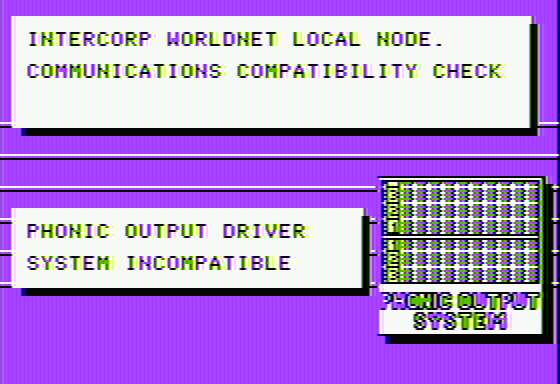 INTERCORP WORLDNET LOCAL NODE.
COMMUNICATIONS COMPATIBILITY CHECK
PHONIC OUTPUT DRIVER
SYSTEM INCOMPATIBLE
PHONIC OUTPUT
SYSTEM